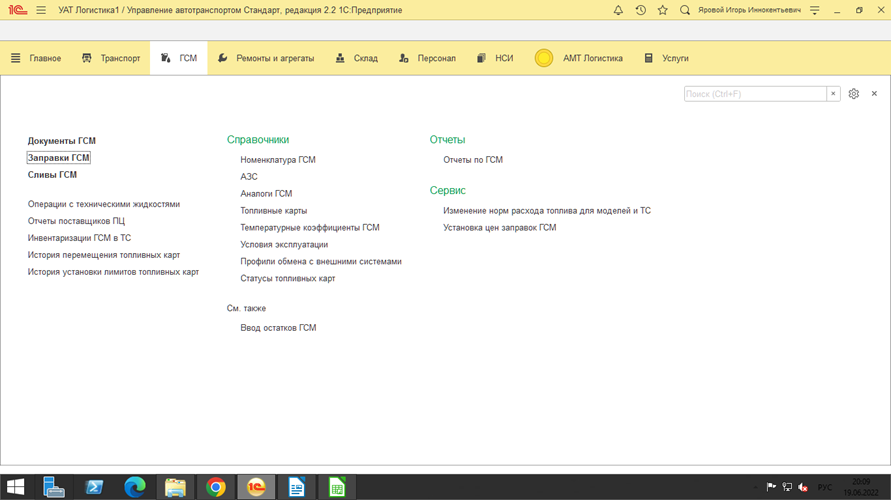 УАТ Логистика1 / Управление автотранспортом Стандарт, редакция 2.2 1С:Предприятие
Яровой Игорь Иннокентьевич
Главное
Транспорт
ГСМ
Ремонты и агрегаты
Склад
Персонал
НСИ
АМТ Логистика
Услуги
Поиск (Ctrl+F)
Документы ГСМ
Заправки ГСМ
Сливы ГСМ
Операции с техническими жидкостями
Отчеты поставщиков ПЦ
Инвентаризации ГСМ в ТС
История перемещения топливных карт
История установки лимитов топливных карт
Справочники
Номенклатура ГСМ
АЗС
Аналоги ГСМ
Топливные карты
Температурные коэффициенты ГСМ
Условия эксплуатации
Профили обмена с внешними системами
Статусы топливных карт
См. также
Ввод остатков ГСМ
Отчеты
Отчеты по ГСМ
Сервис
Изменение норм расхода топлива для моделей и ТС
Установка цен заправок ГСМ
РУС
20:09
19.06.2022